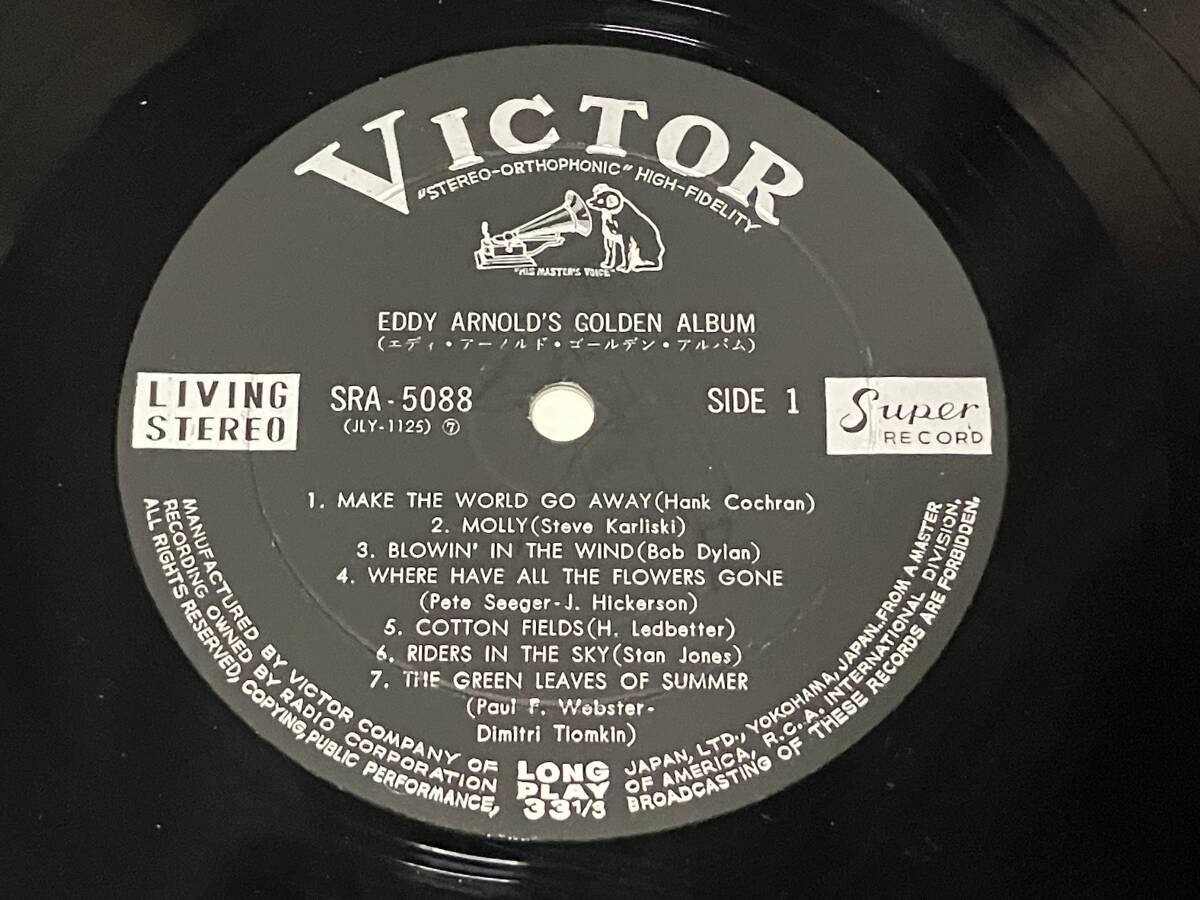 VICTOR
"STEREO-ORTHOPHONIC" HIGH-FIDELITY
"HIS MASTER'S VOICE"
EDDY ARNOLD'S GOLDEN ALBUM
(エディ・アーノルド・ゴールデン・アルバム)
LIVING
STEREO
SRA-5088
(JLY-1125) ⑦
SIDE 1
Super
RECORD
1. MAKE THE WORLD GO AWAY(Hank Cochran)
2. MOLLY(Steve Karliski)
3. BLOWIN' IN THE WIND(Bob Dylan)
4. WHERE HAVE ALL THE FLOWERS GONE
(Pete Seeger-J. Hickerson)
5. COTTON FIELDS(H. Ledbetter)
6. RIDERS IN THE SKY(Stan Jones)
7. THE GREEN LEAVES OF SUMMER
(Paul F. Webster-
Dimitri Tiomkin)
MANUFACTURED BY VICTOR COMPANY OF JAPAN, LTD., YOKOHAMA, JAPAN. FROM A MASTER
RECORDING OWNED BY RADIO CORPORATION OF AMERICA, R.C.A. INTERNATIONAL DIVISION.
ALL RIGHTS RESERVED, COPYING, PUBLIC PERFORMANCE, BROADCASTING OF THESE RECORDS ARE FORBIDDEN.
LONG
PLAY
33 1/3